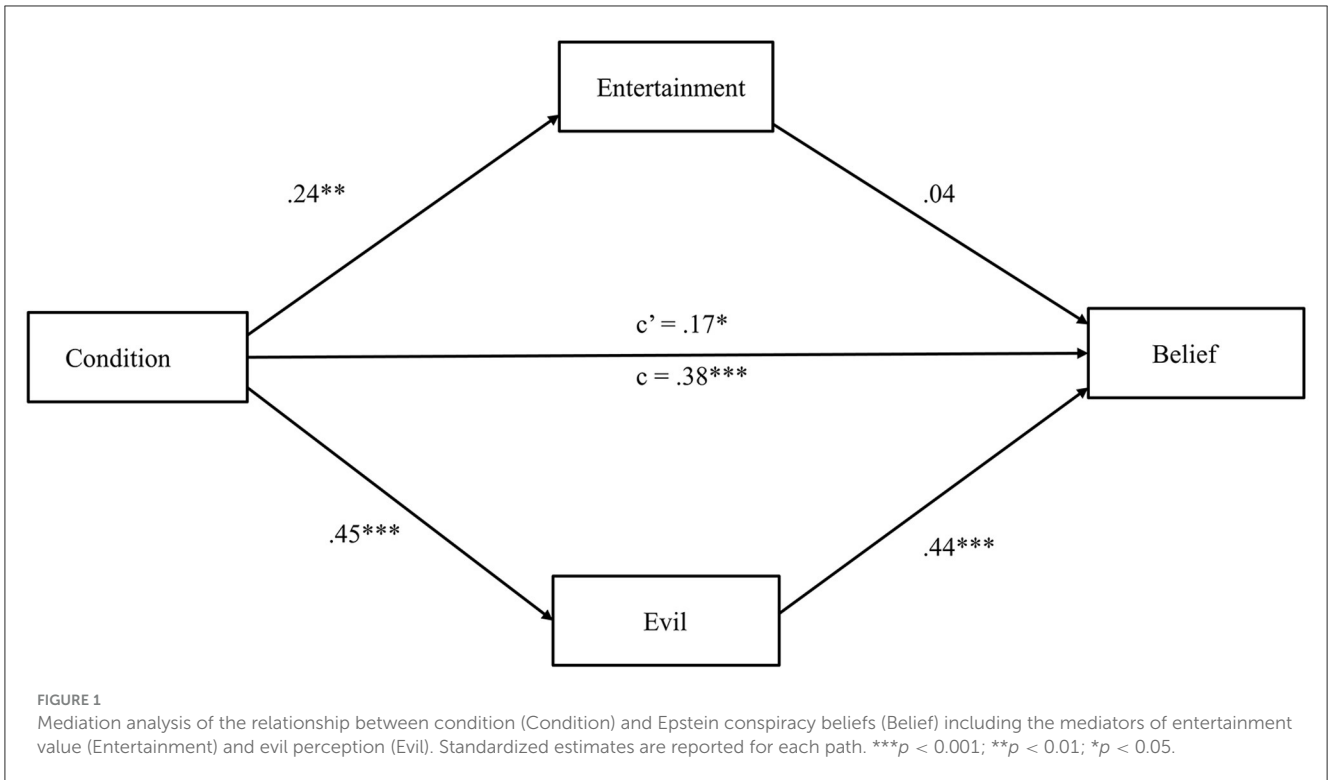 Entertainment
.24**
.04
c’ = .17*
Condition
Belief
c = .38***
.45***
.44***
Evil
FIGURE 1
Mediation analysis of the relationship between condition (Condition) and Epstein conspiracy beliefs (Belief) including the mediators of entertainment
value (Entertainment) and evil perception (Evil). Standardized estimates are reported for each path. ***p < 0.001; **p < 0.01; *p < 0.05.